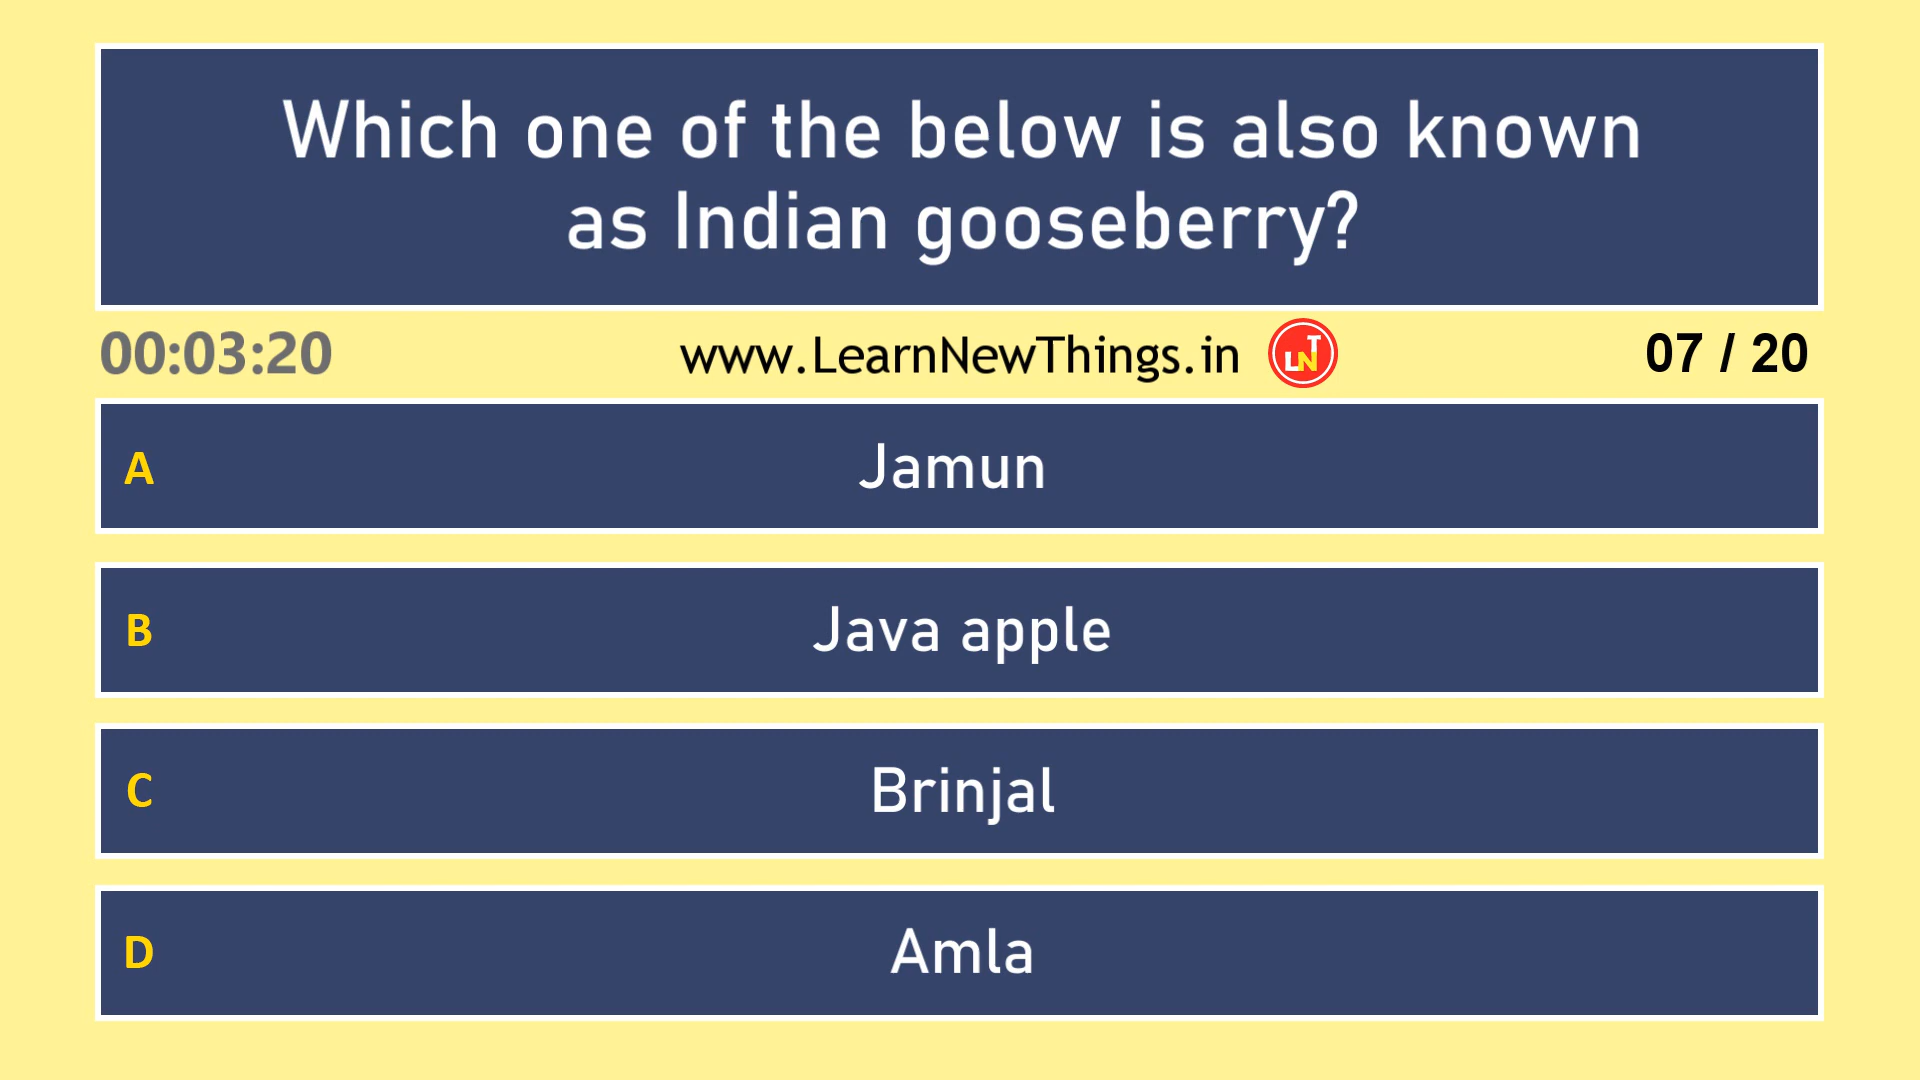 Which one of the below is also known
as Indian gooseberry?
00:03:20 www.LearnNewThings.in LNT 07 / 20
A Jamun
B Java apple
C Brinjal
D Amla